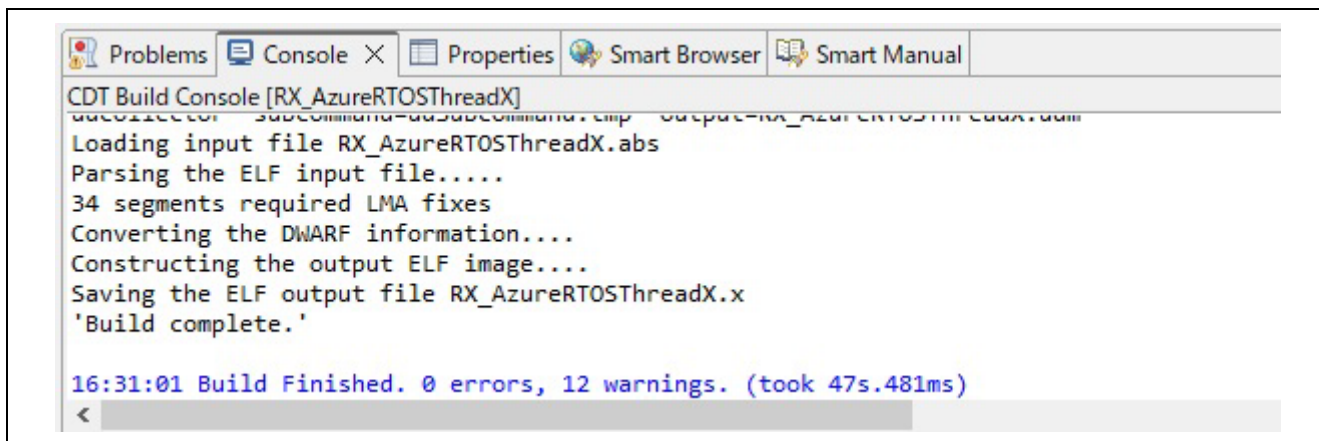 Problems Console Properties Smart Browser Smart Manual
CDT Build Console [RX_AzureRTOSThreadX]
Loading input file RX_AzureRTOSThreadX.abs
Parsing the ELF input file.....
34 segments required LMA fixes
Converting the DWARF information....
Constructing the output ELF image....
Saving the ELF output file RX_AzureRTOSThreadX.x
'Build complete.'
16:31:01 Build Finished. 0 errors, 12 warnings. (took 47s.481ms)